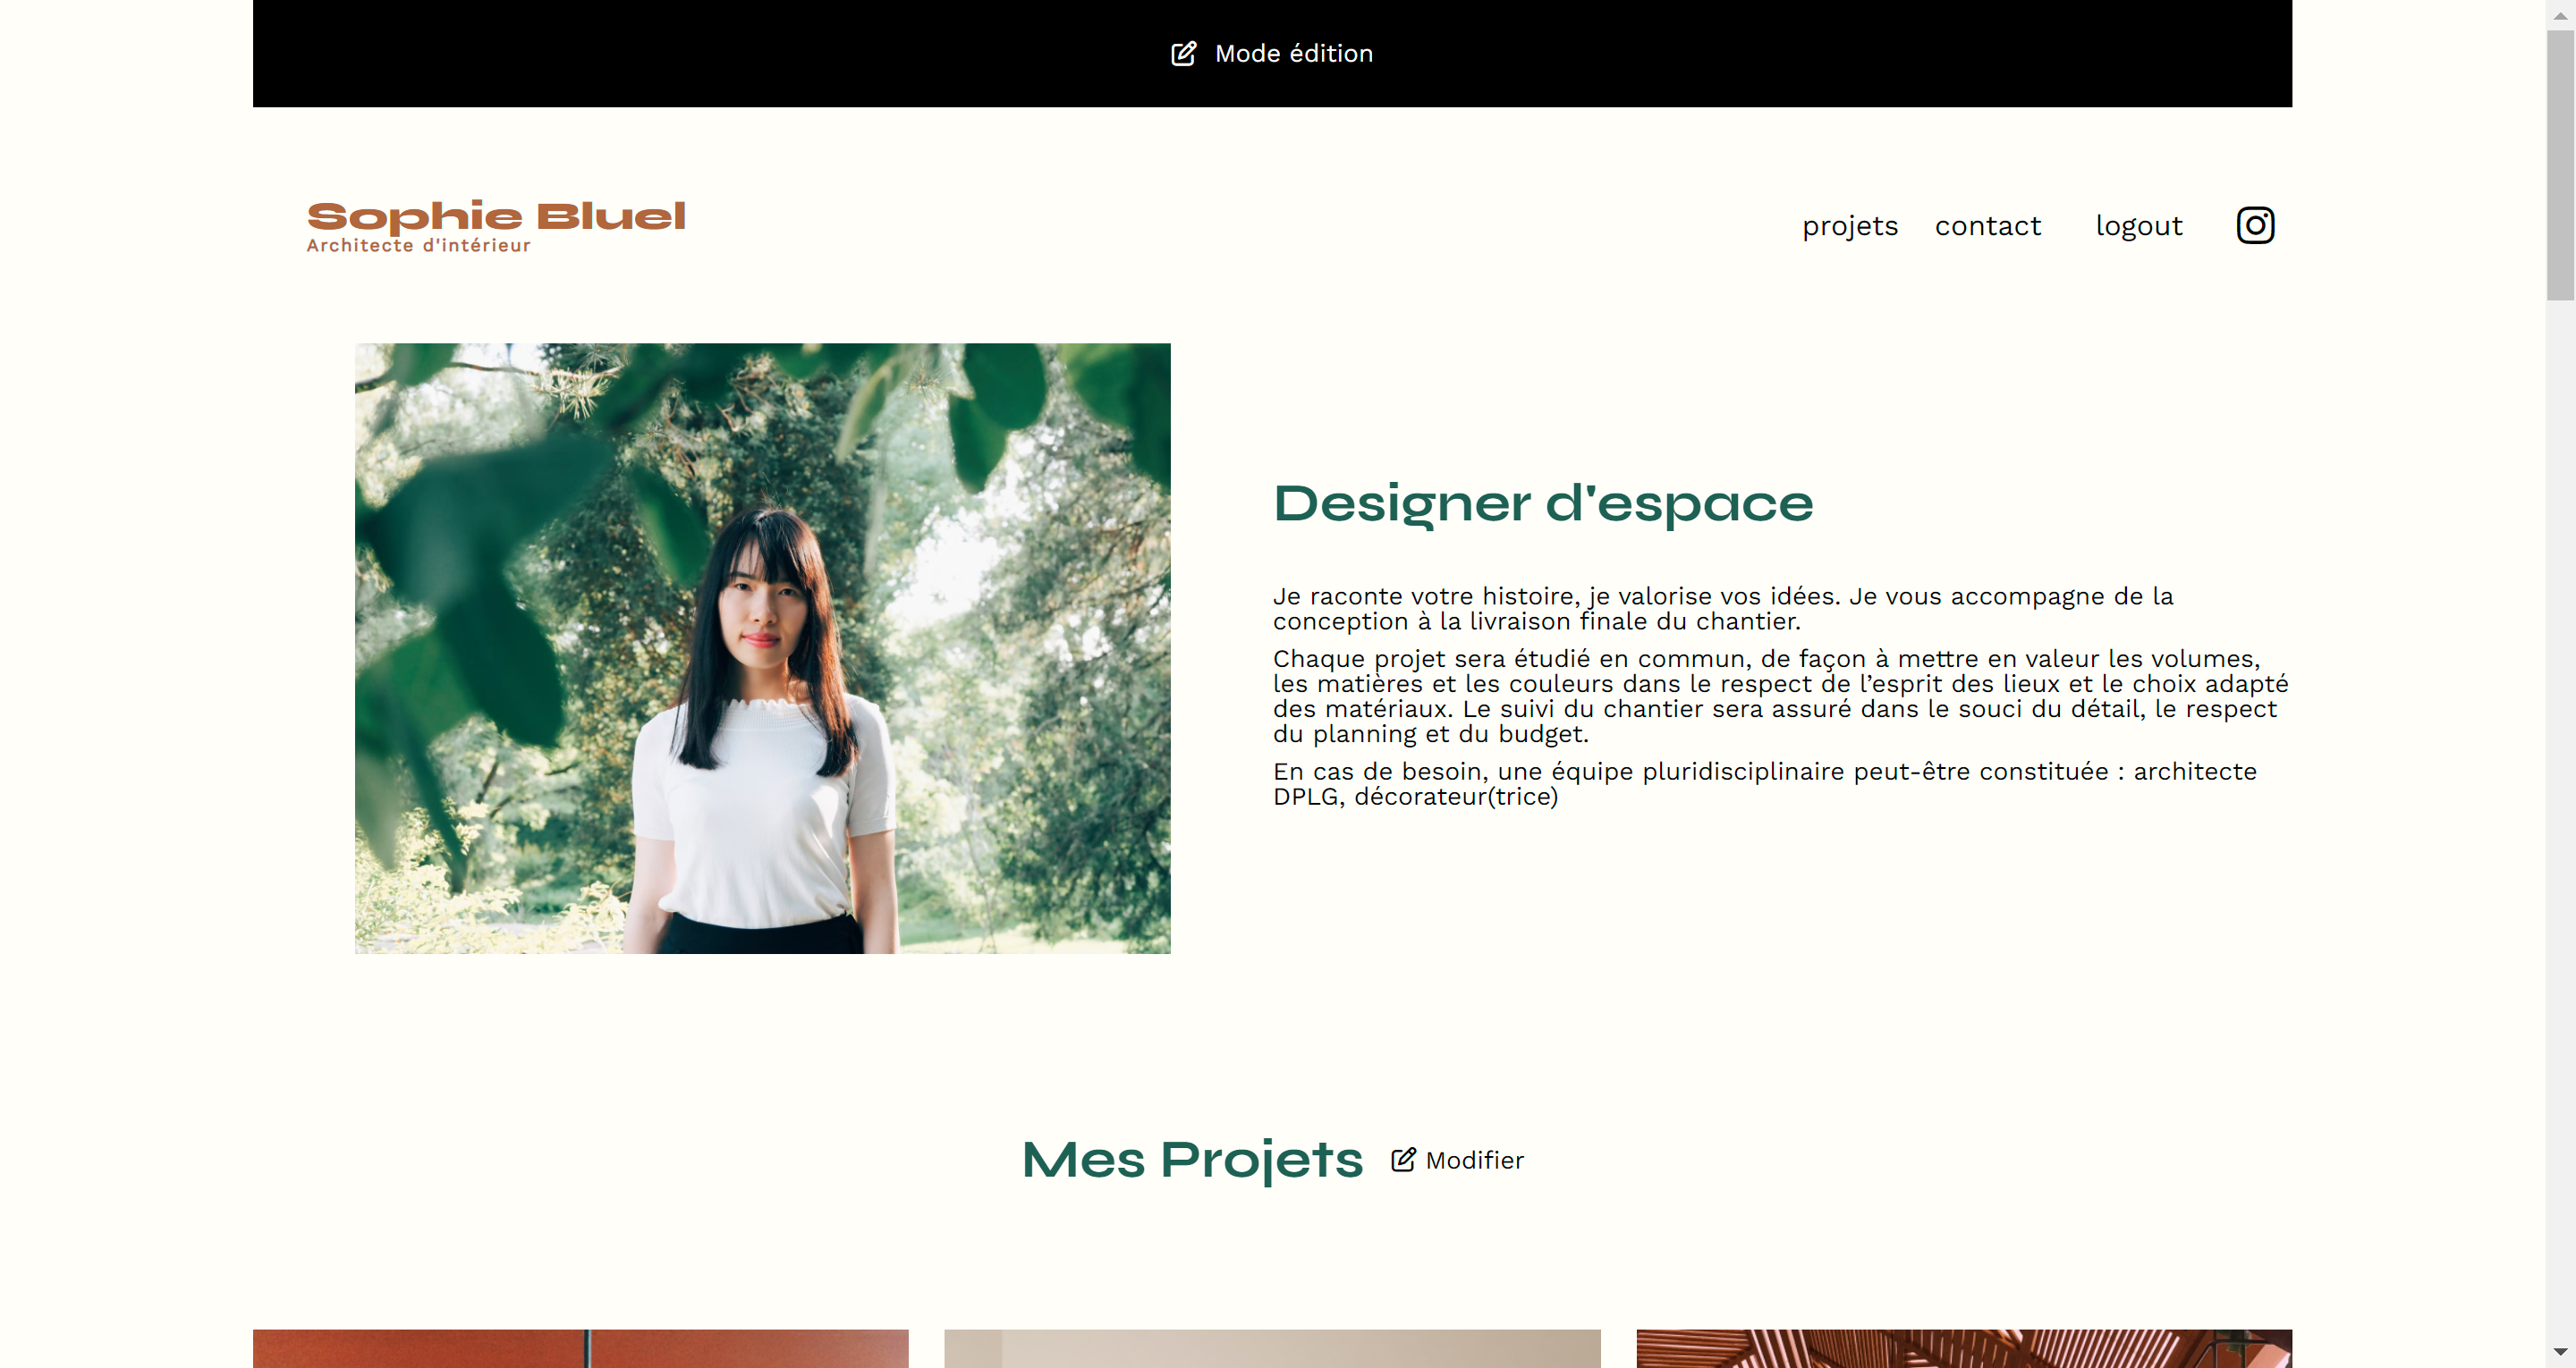 Mode édition
Sophie Bluel
Architecte d'intérieur
projets contact logout
Designer d'espace
Je raconte votre histoire, je valorise vos idées. Je vous accompagne de la
conception à la livraison finale du chantier.
Chaque projet sera étudié en commun, de façon à mettre en valeur les volumes,
les matières et les couleurs dans le respect de l’esprit des lieux et le choix adapté
des matériaux. Le suivi du chantier sera assuré dans le souci du détail, le respect
du planning et du budget.
En cas de besoin, une équipe pluridisciplinaire peut-être constituée : architecte
DPLG, décorateur(trice)
Mes Projets Modifier